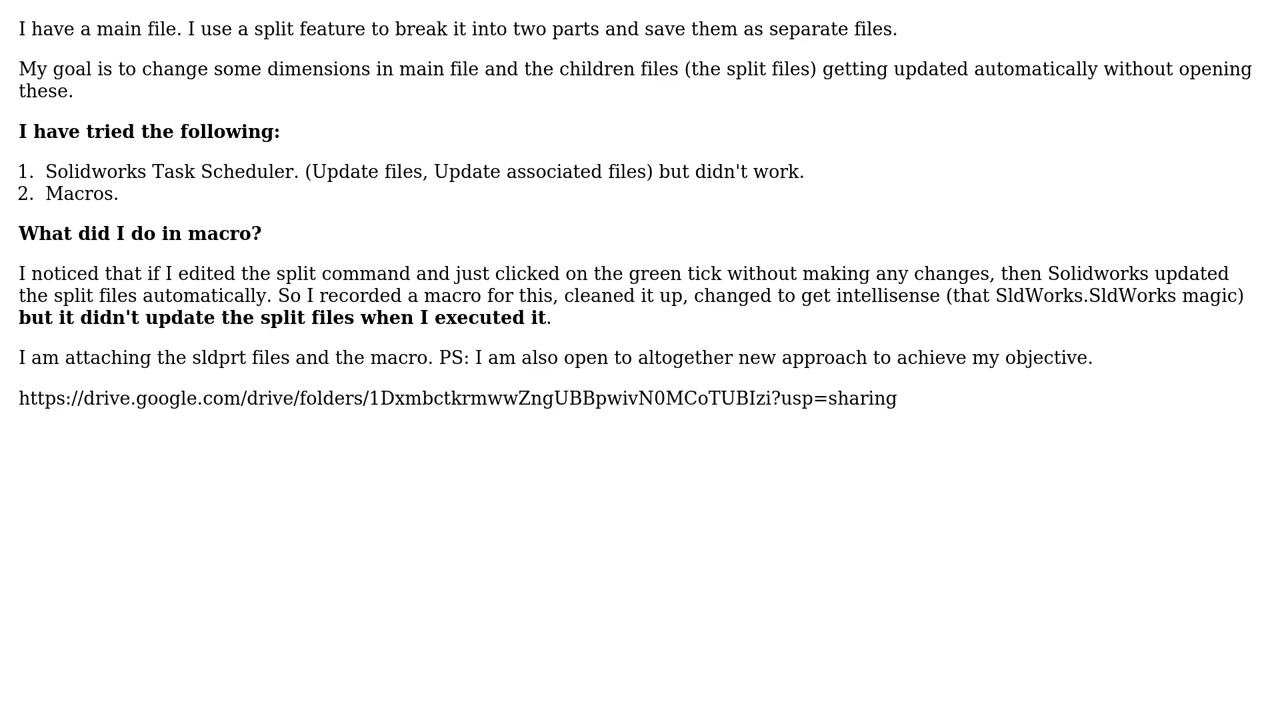 I have a main file. I use a split feature to break it into two parts and save them as separate files.
My goal is to change some dimensions in main file and the children files (the split files) getting updated automatically without opening
these.
I have tried the following:
1. Solidworks Task Scheduler. (Update files, Update associated files) but didn't work.
2. Macros.
What did I do in macro?
I noticed that if I edited the split command and just clicked on the green tick without making any changes, then Solidworks updated
the split files automatically. So I recorded a macro for this, cleaned it up, changed to get intellisense (that SldWorks.SldWorks magic)
but it didn't update the split files when I executed it.
I am attaching the sldprt files and the macro. PS: I am also open to altogether new approach to achieve my objective.
https://drive.google.com/drive/folders/1DxmbctkrmwwZngUBBpwivN0MCoTUBIzi?usp=sharing